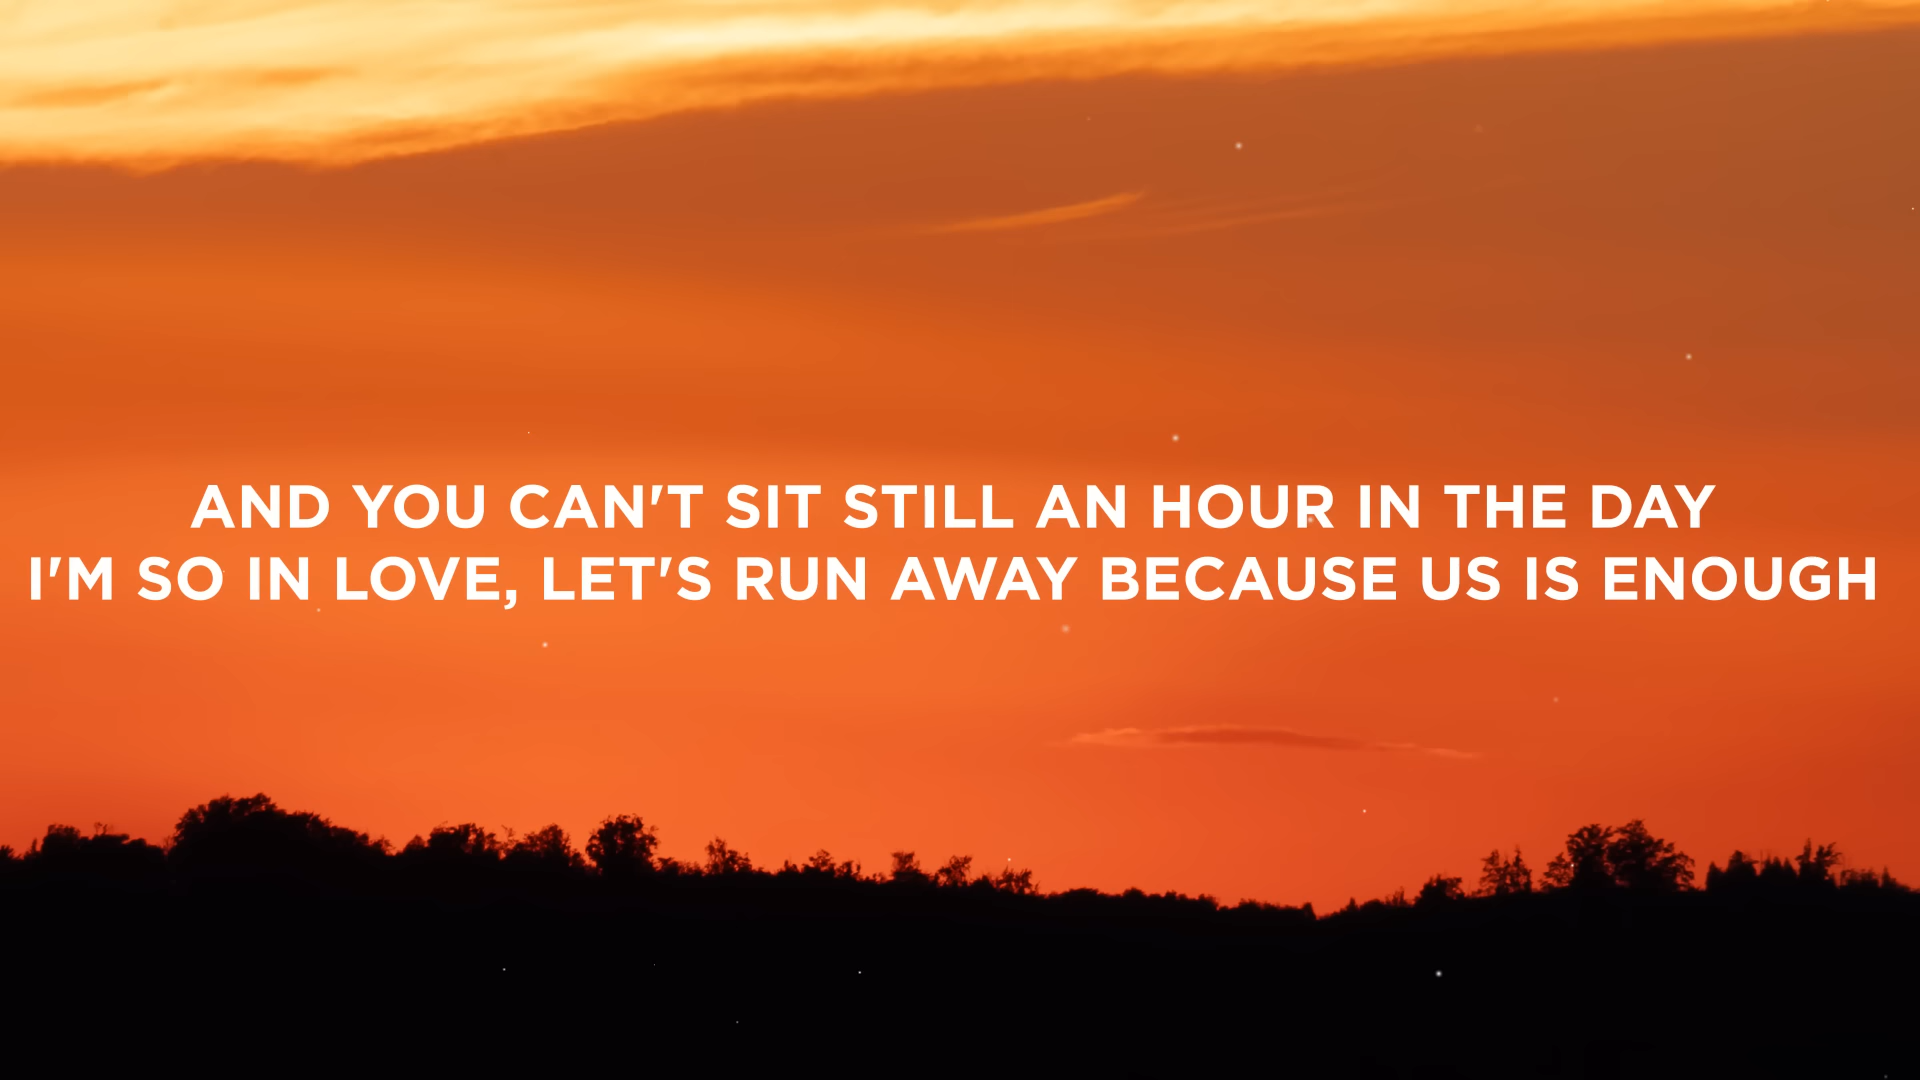 AND YOU CAN'T SIT STILL AN HOUR IN THE DAY
I'M SO IN LOVE, LET'S RUN AWAY BECAUSE US IS ENOUGH